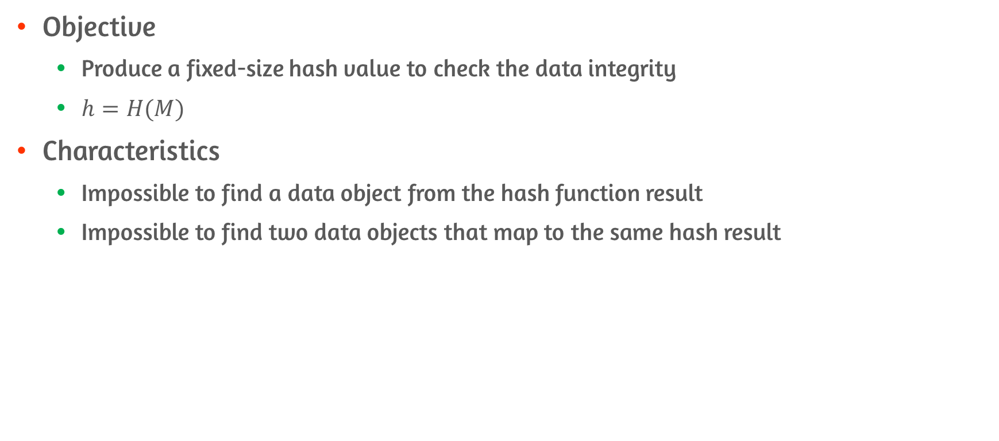 • Objective
• Produce a fixed-size hash value to check the data integrity
• h = H(M)
• Characteristics
• Impossible to find a data object from the hash function result
• Impossible to find two data objects that map to the same hash result